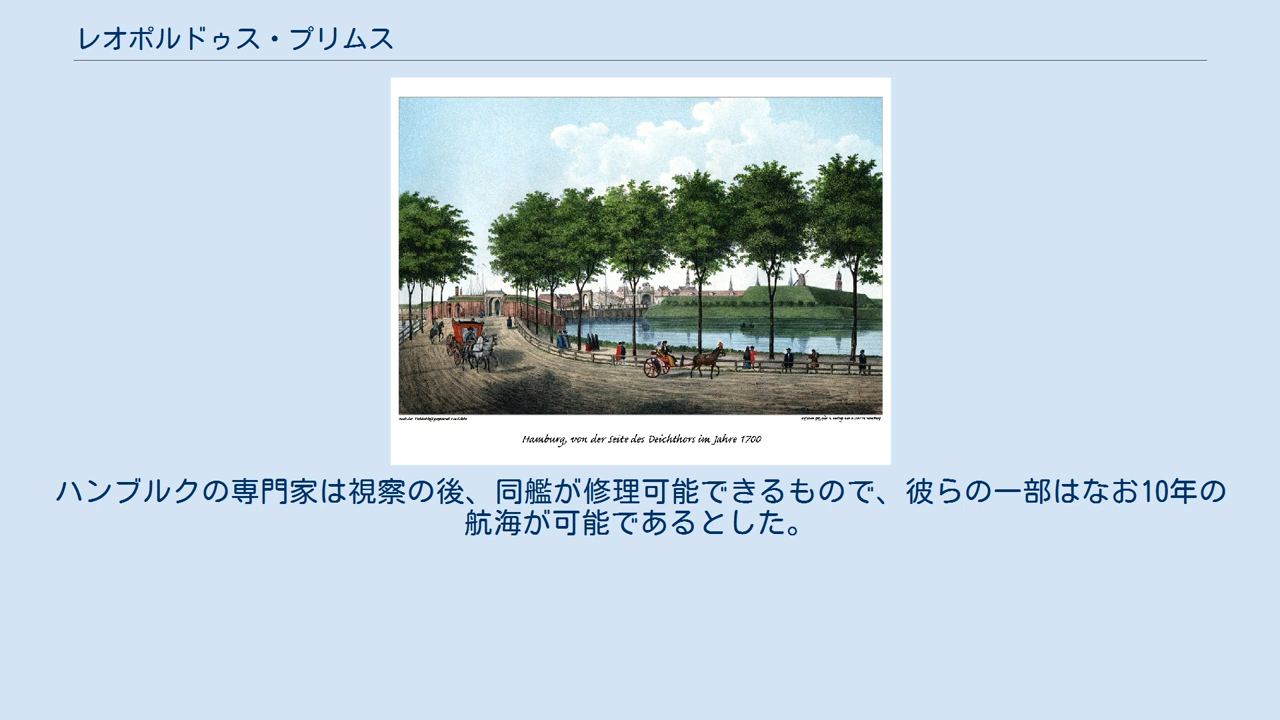 レオポルドゥス・プリムス
Hamburg, von der Seite des Deichthors im Jahre 1700
ハンブルクの専門家は視察の後、同艦が修理可能できるもので、彼らの一部はなお10年の
航海が可能であるとした。